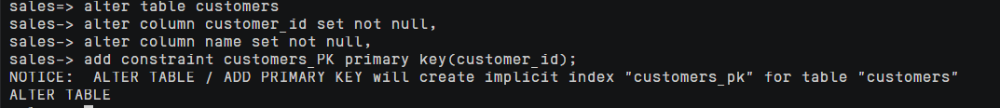 sales=> alter table customers
sales-> alter column customer_id set not null,
sales-> alter column name set not null,
sales-> add constraint customers_PK primary key(customer_id);
NOTICE:  ALTER TABLE / ADD PRIMARY KEY will create implicit index "customers_pk" for table "customers"
ALTER TABLE